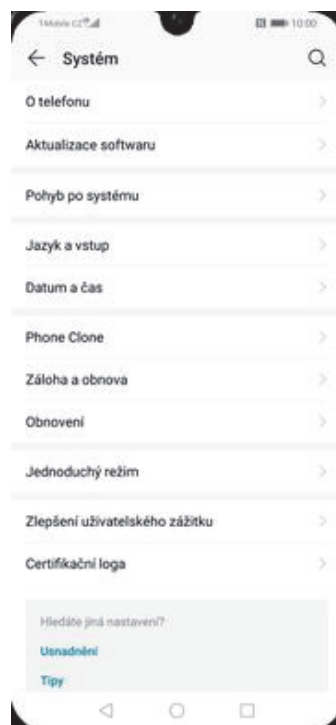 T-Mobile CZ
10:00
Systém
O telefonu
Aktualizace softwaru
Pohyb po systému
Jazyk a vstup
Datum a čas
Phone Clone
Záloha a obnova
Obnovení
Jednoduchý režim
Zlepšení uživatelského zážitku
Certifikační loga
Hledáte jiná nastavení?
Usnadnění
Tipy